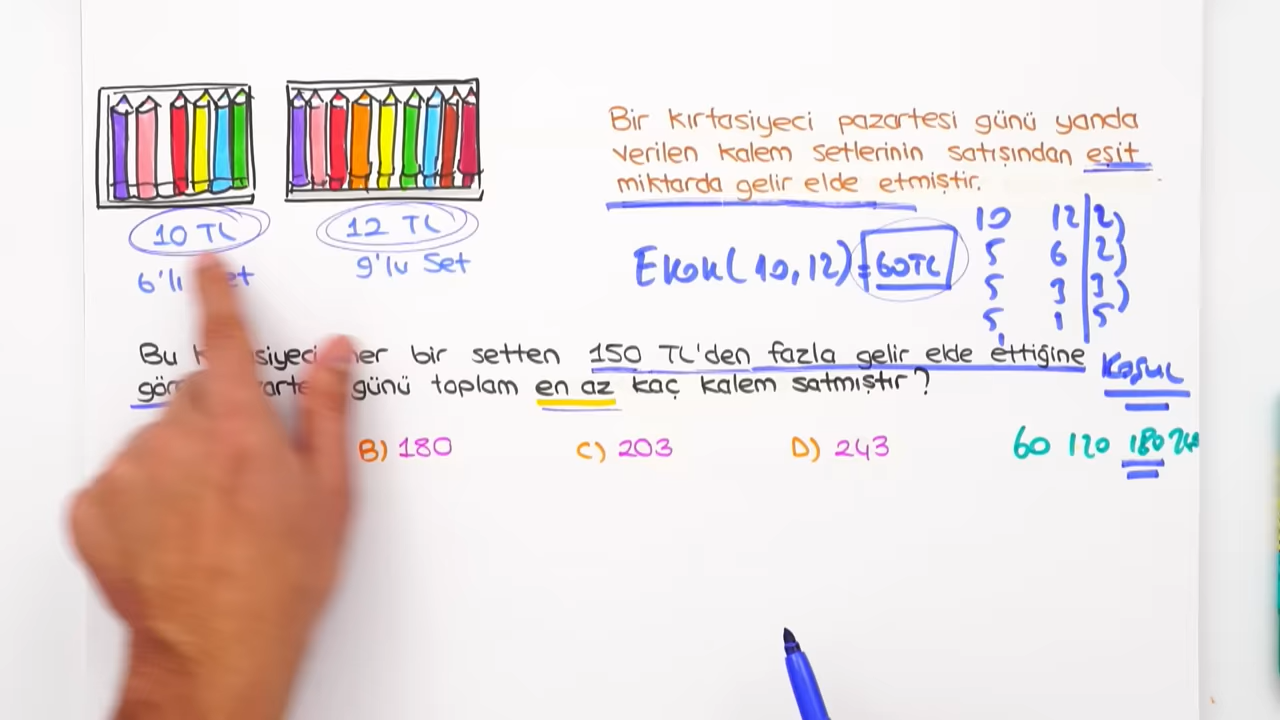 10 TL
12 TL
9'lu Set
Bir kırtasiyeci pazartesi günü yanda
verilen kalem setlerinin satışından eşit
miktarda gelir elde etmiştir.
Ekok(10,12)=60TL
10 12 2
5 6 2
5 3 3
5 1 5
Bu bir setten 150 TL'den fazla gelir elde ettiğine
günü toplam en az kaç kalem satmıştır?
Koşul
B) 180 C) 203 D) 243
60 120 180 240